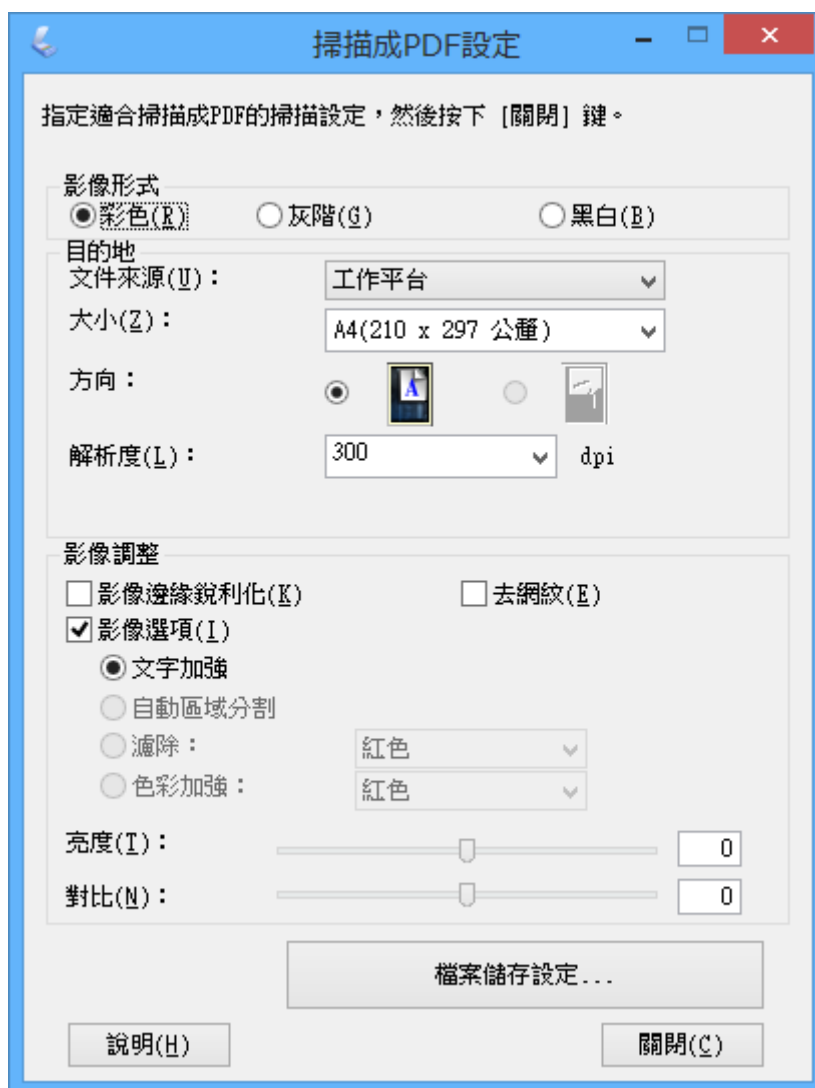 掃描成PDF設定
指定適合掃描成PDF的掃描設定，然後按下 [關閉] 鍵。
影像形式
彩色(R) 灰階(G) 黑白(B)
目的地
文件來源(U)： 工作平台
大小(Z)： A4(210 x 297 公釐)
方向： A
解析度(L)： 300 dpi
影像調整
影像邊緣銳利化(K) 去網紋(E)
影像選項(I)
文字加強
自動區域分割
濾除： 紅色
色彩加強： 紅色
亮度(T)： 0
對比(N)： 0
檔案儲存設定...
說明(H) 關閉(C)